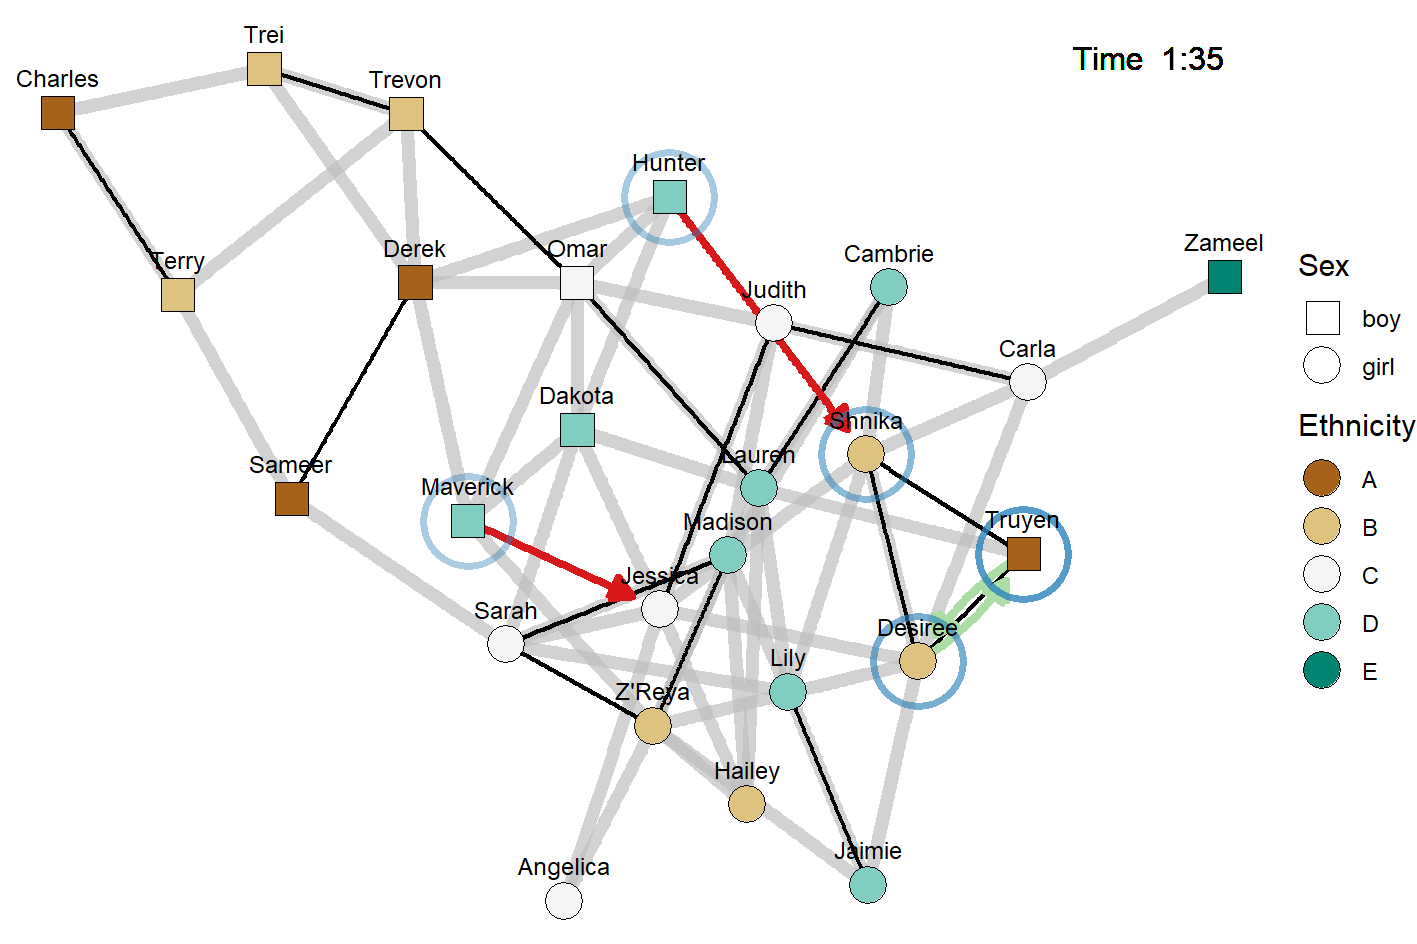 Trei
Charles
Trevon
Time 1:35
Hunter
Terry
Derek
Omar
Cambrie
Zameel
Judith
Carla
Dakota
Shnika
Lauren
Sameer
Maverick
Madison
Truyen
Jessica
Sarah
Desiree
Lily
Z'Reya
Hailey
Jaimie
Angelica
Sex
boy
girl
Ethnicity
A
B
C
D
E